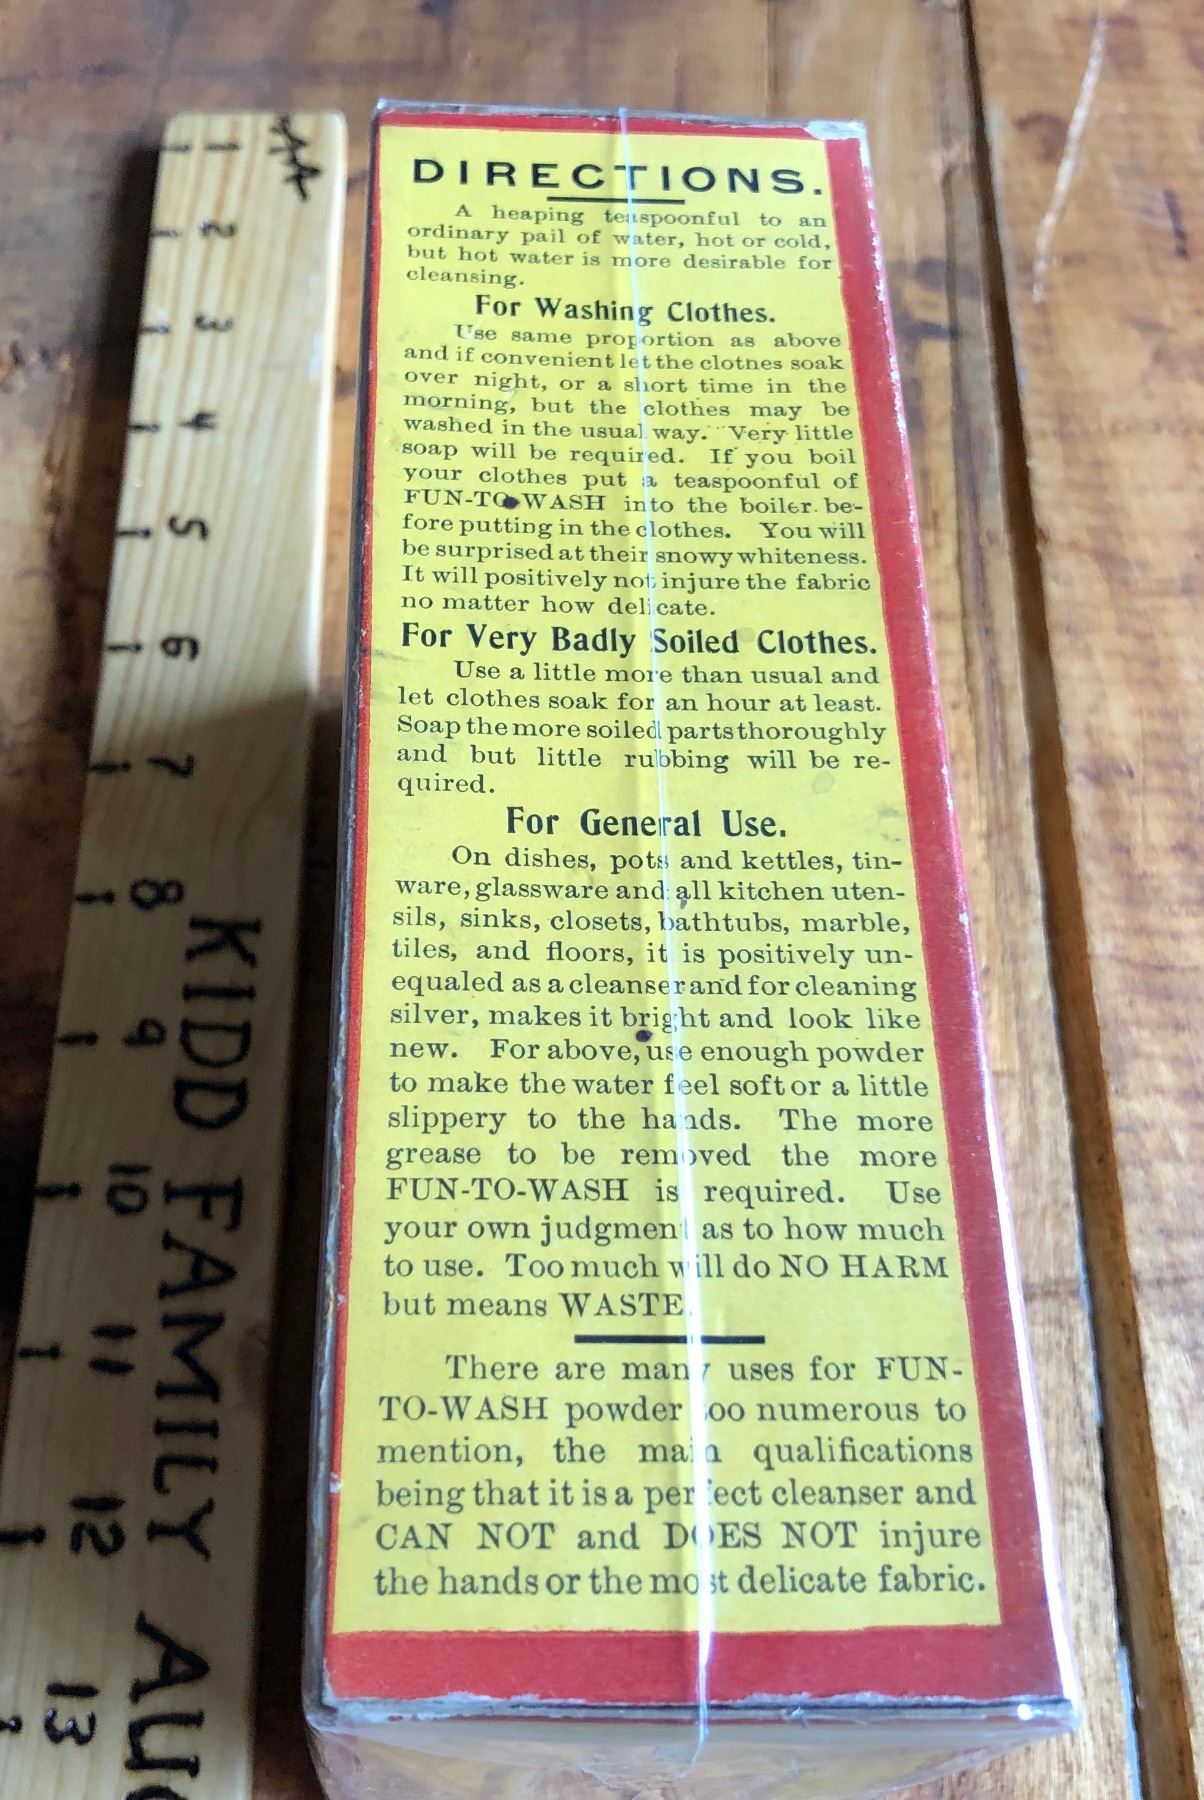 DIRECTIONS.
A heaping teaspoonful to an
ordinary pail of water, hot or cold,
but hot water is more desirable for
cleansing.
For Washing Clothes.
Use same proportion as above
and if convenient let the clotnes soak
over night, or a short time in the
morning, but the clothes may be
washed in the usual way. Very little
soap will be required. If you boil
your clothes put a teaspoonful of
FUN-TO-WASH into the boiler be-
fore putting in the clothes. You will
be surprised at their snowy whiteness.
It will positively not injure the fabric
no matter how delicate.
For Very Badly Soiled Clothes.
Use a little more than usual and
let clothes soak for an hour at least.
Soap the more soiled parts thoroughly
and but little rubbing will be re-
quired.
For General Use.
On dishes, pots and kettles, tin-
ware, glassware and all kitchen uten-
sils, sinks, closets, bathtubs, marble,
tiles, and floors, it is positively un-
equaled as a cleanser and for cleaning
silver, makes it bright and look like
new. For above, use enough powder
to make the water feel soft or a little
slippery to the hands. The more
grease to be removed the more
FUN-TO-WASH is required. Use
your own judgment as to how much
to use. Too much will do NO HARM
but means WASTE.
There are many uses for FUN-
TO-WASH powder too numerous to
mention, the main qualifications
being that it is a perfect cleanser and
CAN NOT and DOES NOT injure
the hands or the most delicate fabric.
1
2
3
4
5
6
7
8
9
10
11
12
13
KIDD FAMILY AUC